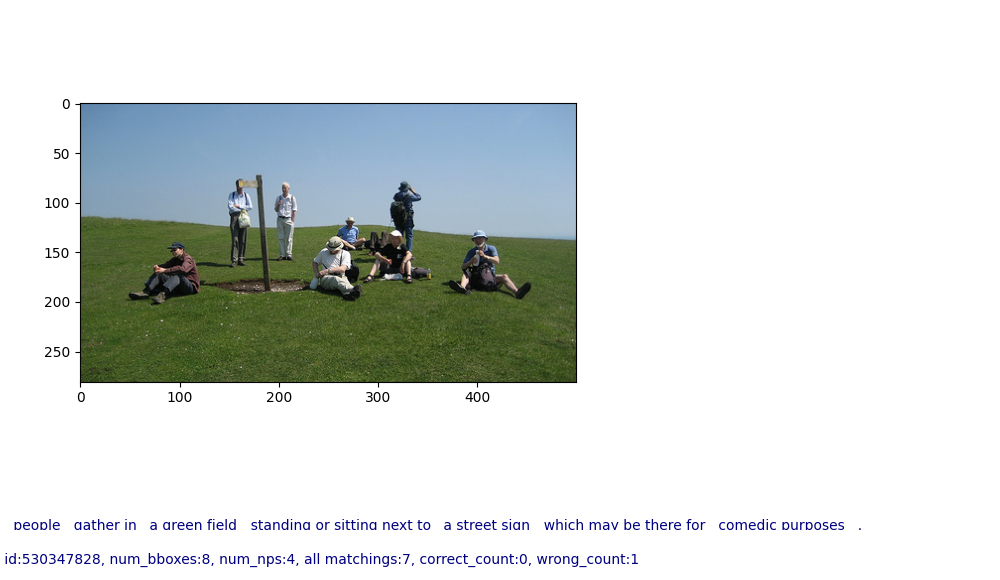 0
50
100
150
200
250
0 100 200 300 400
people gather in a green field standing or sitting next to a street sign which may be there for comedic purposes .
id:530347828, num_bboxes:8, num_nps:4, all matchings:7, correct_count:0, wrong_count:1